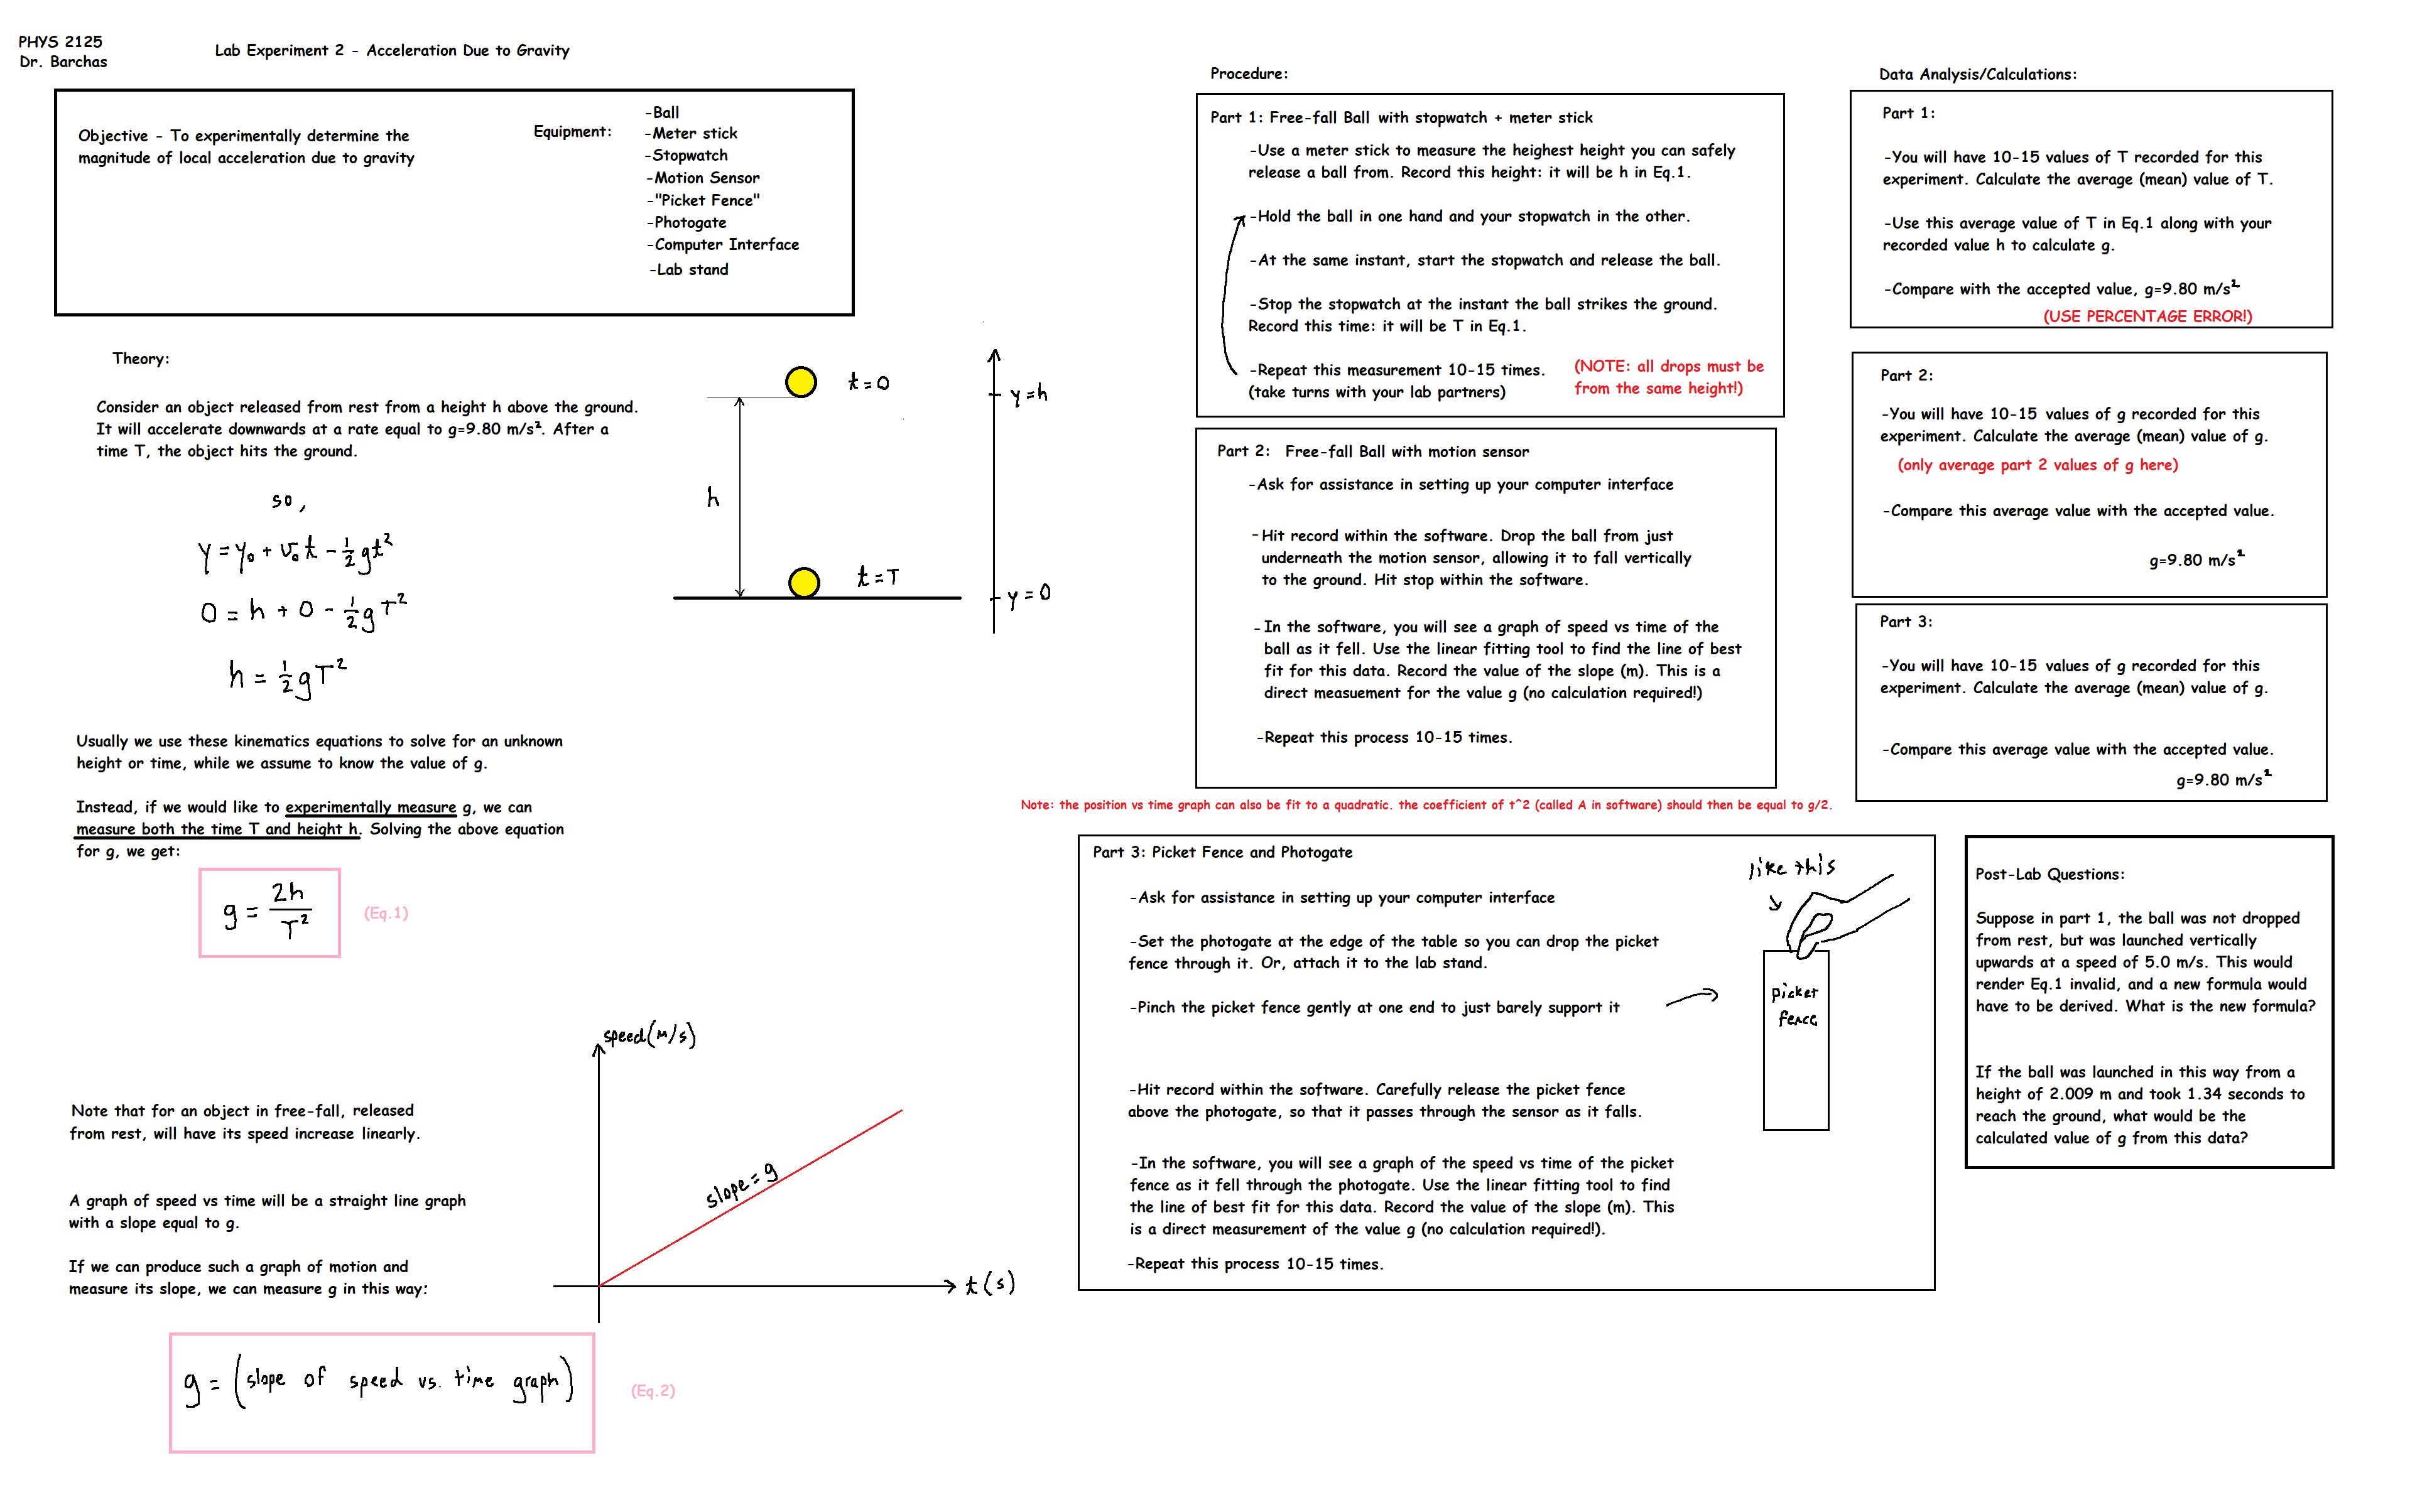 PHYS 2125
Dr. Barchas
Lab Experiment 2 - Acceleration Due to Gravity
Objective - To experimentally determine the
magnitude of local acceleration due to gravity
Equipment:
-Ball
-Meter stick
-Stopwatch
-Motion Sensor
-"Picket Fence"
-Photogate
-Computer Interface
-Lab stand
Theory:
Consider an object released from rest from a height h above the ground.
It will accelerate downwards at a rate equal to g=9.80 m/s². After a
time T, the object hits the ground.
so,
y = y₀ + v₀t - ½gt²
0 = h + 0 - ½gT²
h = ½gT²
t=0
y=h
h
t=T
y=0
Usually we use these kinematics equations to solve for an unknown
height or time, while we assume to know the value of g.
Instead, if we would like to experimentally measure g, we can
measure both the time T and height h. Solving the above equation
for g, we get:
g = 2h/T²
(Eq.1)
Note that for an object in free-fall, released
from rest, will have its speed increase linearly.
A graph of speed vs time will be a straight line graph
with a slope equal to g.
If we can produce such a graph of motion and
measure its slope, we can measure g in this way:
speed(m/s)
slope=g
t(s)
g = (slope of speed vs. time graph)
(Eq.2)
Procedure:
Part 1: Free-fall Ball with stopwatch + meter stick
-Use a meter stick to measure the heighest height you can safely
release a ball from. Record this height: it will be h in Eq.1.
-Hold the ball in one hand and your stopwatch in the other.
-At the same instant, start the stopwatch and release the ball.
-Stop the stopwatch at the instant the ball strikes the ground.
Record this time: it will be T in Eq.1.
-Repeat this measurement 10-15 times.
(take turns with your lab partners)
(NOTE: all drops must be
from the same height!)
Part 2: Free-fall Ball with motion sensor
-Ask for assistance in setting up your computer interface
-Hit record within the software. Drop the ball from just
underneath the motion sensor, allowing it to fall vertically
to the ground. Hit stop within the software.
-In the software, you will see a graph of speed vs time of the
ball as it fell. Use the linear fitting tool to find the line of best
fit for this data. Record the value of the slope (m). This is a
direct measuement for the value g (no calculation required!)
-Repeat this process 10-15 times.
Note: the position vs time graph can also be fit to a quadratic. the coefficient of t^2 (called A in software) should then be equal to g/2.
Part 3: Picket Fence and Photogate
-Ask for assistance in setting up your computer interface
-Set the photogate at the edge of the table so you can drop the picket
fence through it. Or, attach it to the lab stand.
-Pinch the picket fence gently at one end to just barely support it
-Hit record within the software. Carefully release the picket fence
above the photogate, so that it passes through the sensor as it falls.
-In the software, you will see a graph of the speed vs time of the picket
fence as it fell through the photogate. Use the linear fitting tool to find
the line of best fit for this data. Record the value of the slope (m). This
is a direct measurement of the value g (no calculation required!).
-Repeat this process 10-15 times.
like this
picket
fence
Data Analysis/Calculations:
Part 1:
-You will have 10-15 values of T recorded for this
experiment. Calculate the average (mean) value of T.
-Use this average value of T in Eq.1 along with your
recorded value h to calculate g.
-Compare with the accepted value, g=9.80 m/s²
(USE PERCENTAGE ERROR!)
Part 2:
-You will have 10-15 values of g recorded for this
experiment. Calculate the average (mean) value of g.
(only average part 2 values of g here)
-Compare this average value with the accepted value.
g=9.80 m/s²
Part 3:
-You will have 10-15 values of g recorded for this
experiment. Calculate the average (mean) value of g.
-Compare this average value with the accepted value.
g=9.80 m/s²
Post-Lab Questions:
Suppose in part 1, the ball was not dropped
from rest, but was launched vertically
upwards at a speed of 5.0 m/s. This would
render Eq.1 invalid, and a new formula would
have to be derived. What is the new formula?
If the ball was launched in this way from a
height of 2.009 m and took 1.34 seconds to
reach the ground, what would be the
calculated value of g from this data?